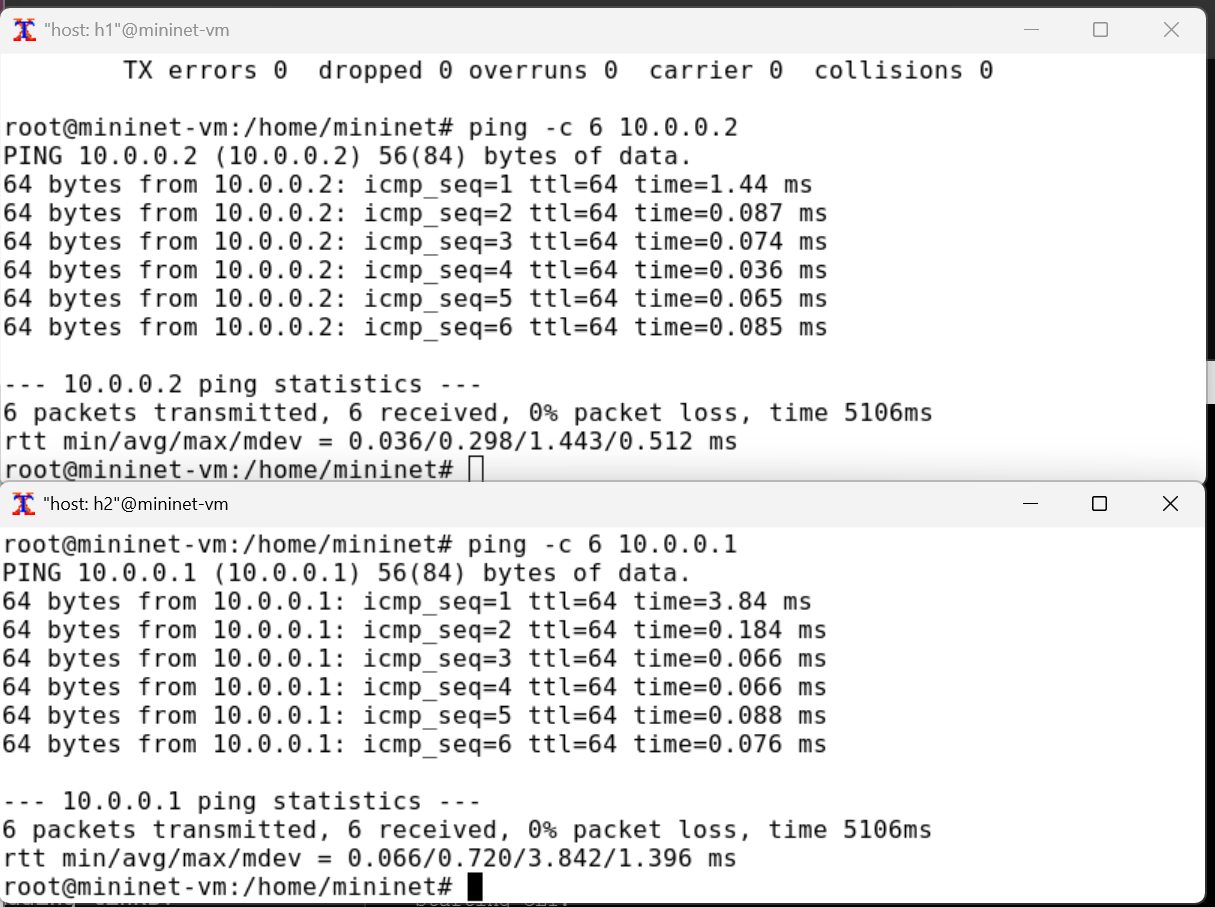 "host: h1"@mininet-vm
TX errors 0  dropped 0 overruns 0  carrier 0  collisions 0
root@mininet-vm:/home/mininet# ping -c 6 10.0.0.2
PING 10.0.0.2 (10.0.0.2) 56(84) bytes of data.
64 bytes from 10.0.0.2: icmp_seq=1 ttl=64 time=1.44 ms
64 bytes from 10.0.0.2: icmp_seq=2 ttl=64 time=0.087 ms
64 bytes from 10.0.0.2: icmp_seq=3 ttl=64 time=0.074 ms
64 bytes from 10.0.0.2: icmp_seq=4 ttl=64 time=0.036 ms
64 bytes from 10.0.0.2: icmp_seq=5 ttl=64 time=0.065 ms
64 bytes from 10.0.0.2: icmp_seq=6 ttl=64 time=0.085 ms
--- 10.0.0.2 ping statistics ---
6 packets transmitted, 6 received, 0% packet loss, time 5106ms
rtt min/avg/max/mdev = 0.036/0.298/1.443/0.512 ms
root@mininet-vm:/home/mininet#
"host: h2"@mininet-vm
root@mininet-vm:/home/mininet# ping -c 6 10.0.0.1
PING 10.0.0.1 (10.0.0.1) 56(84) bytes of data.
64 bytes from 10.0.0.1: icmp_seq=1 ttl=64 time=3.84 ms
64 bytes from 10.0.0.1: icmp_seq=2 ttl=64 time=0.184 ms
64 bytes from 10.0.0.1: icmp_seq=3 ttl=64 time=0.066 ms
64 bytes from 10.0.0.1: icmp_seq=4 ttl=64 time=0.066 ms
64 bytes from 10.0.0.1: icmp_seq=5 ttl=64 time=0.088 ms
64 bytes from 10.0.0.1: icmp_seq=6 ttl=64 time=0.076 ms
--- 10.0.0.1 ping statistics ---
6 packets transmitted, 6 received, 0% packet loss, time 5106ms
rtt min/avg/max/mdev = 0.066/0.720/3.842/1.396 ms
root@mininet-vm:/home/mininet#